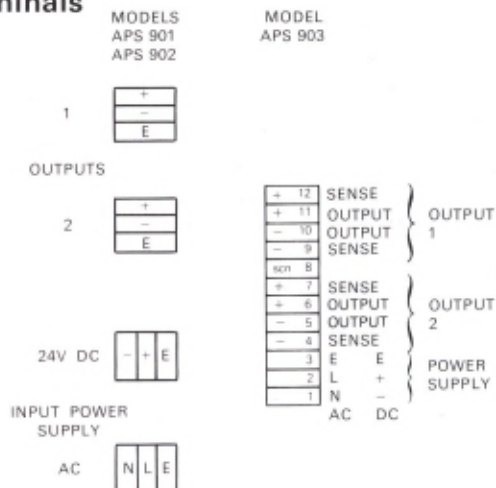 minals
MODELS
APS 901
APS 902
1
+
−
E
OUTPUTS
2
+
−
E
24V DC
− + E
INPUT POWER
SUPPLY
AC
N L E
MODEL
APS 903
+ 12 SENSE
+ 11 OUTPUT
− 10 OUTPUT
− 9 SENSE
OUTPUT
1
scn 8
+ 7 SENSE
+ 6 OUTPUT
− 5 OUTPUT
− 4 SENSE
OUTPUT
2
3 E E
2 L +
1 N −
AC DC
POWER
SUPPLY